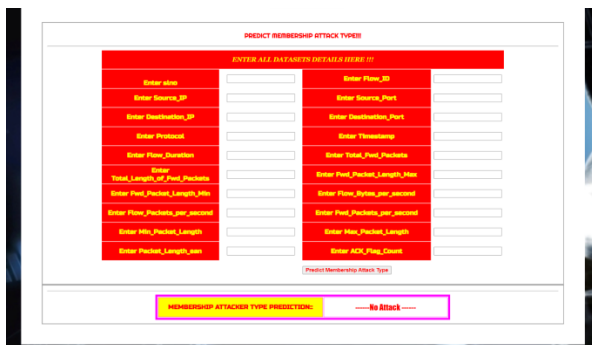 PREDICT MEMBERSHIP ATTACK TYPE!!!
ENTER ALL DATASETS DETAILS HERE !!!
Enter slno Enter Flow_ID
Enter Source_IP Enter Source_Port
Enter Destination_IP Enter Destination_Port
Enter Protocol Enter Timestamp
Enter Flow_Duration Enter Total_Fwd_Packets
Enter
Total_Length_of_Fwd_Packets Enter Fwd_Packet_Length_Max
Enter Fwd_Packet_Length_Min Enter Flow_Bytes_per_second
Enter Flow_Packets_per_second Enter Fwd_Packets_per_second
Enter Min_Packet_Length Enter Max_Packet_Length
Enter Packet_Length_ean Enter ACK_Flag_Count
Predict Membership Attack Type
MEMBERSHIP ATTACKER TYPE PREDICTION:: ------No Attack ------